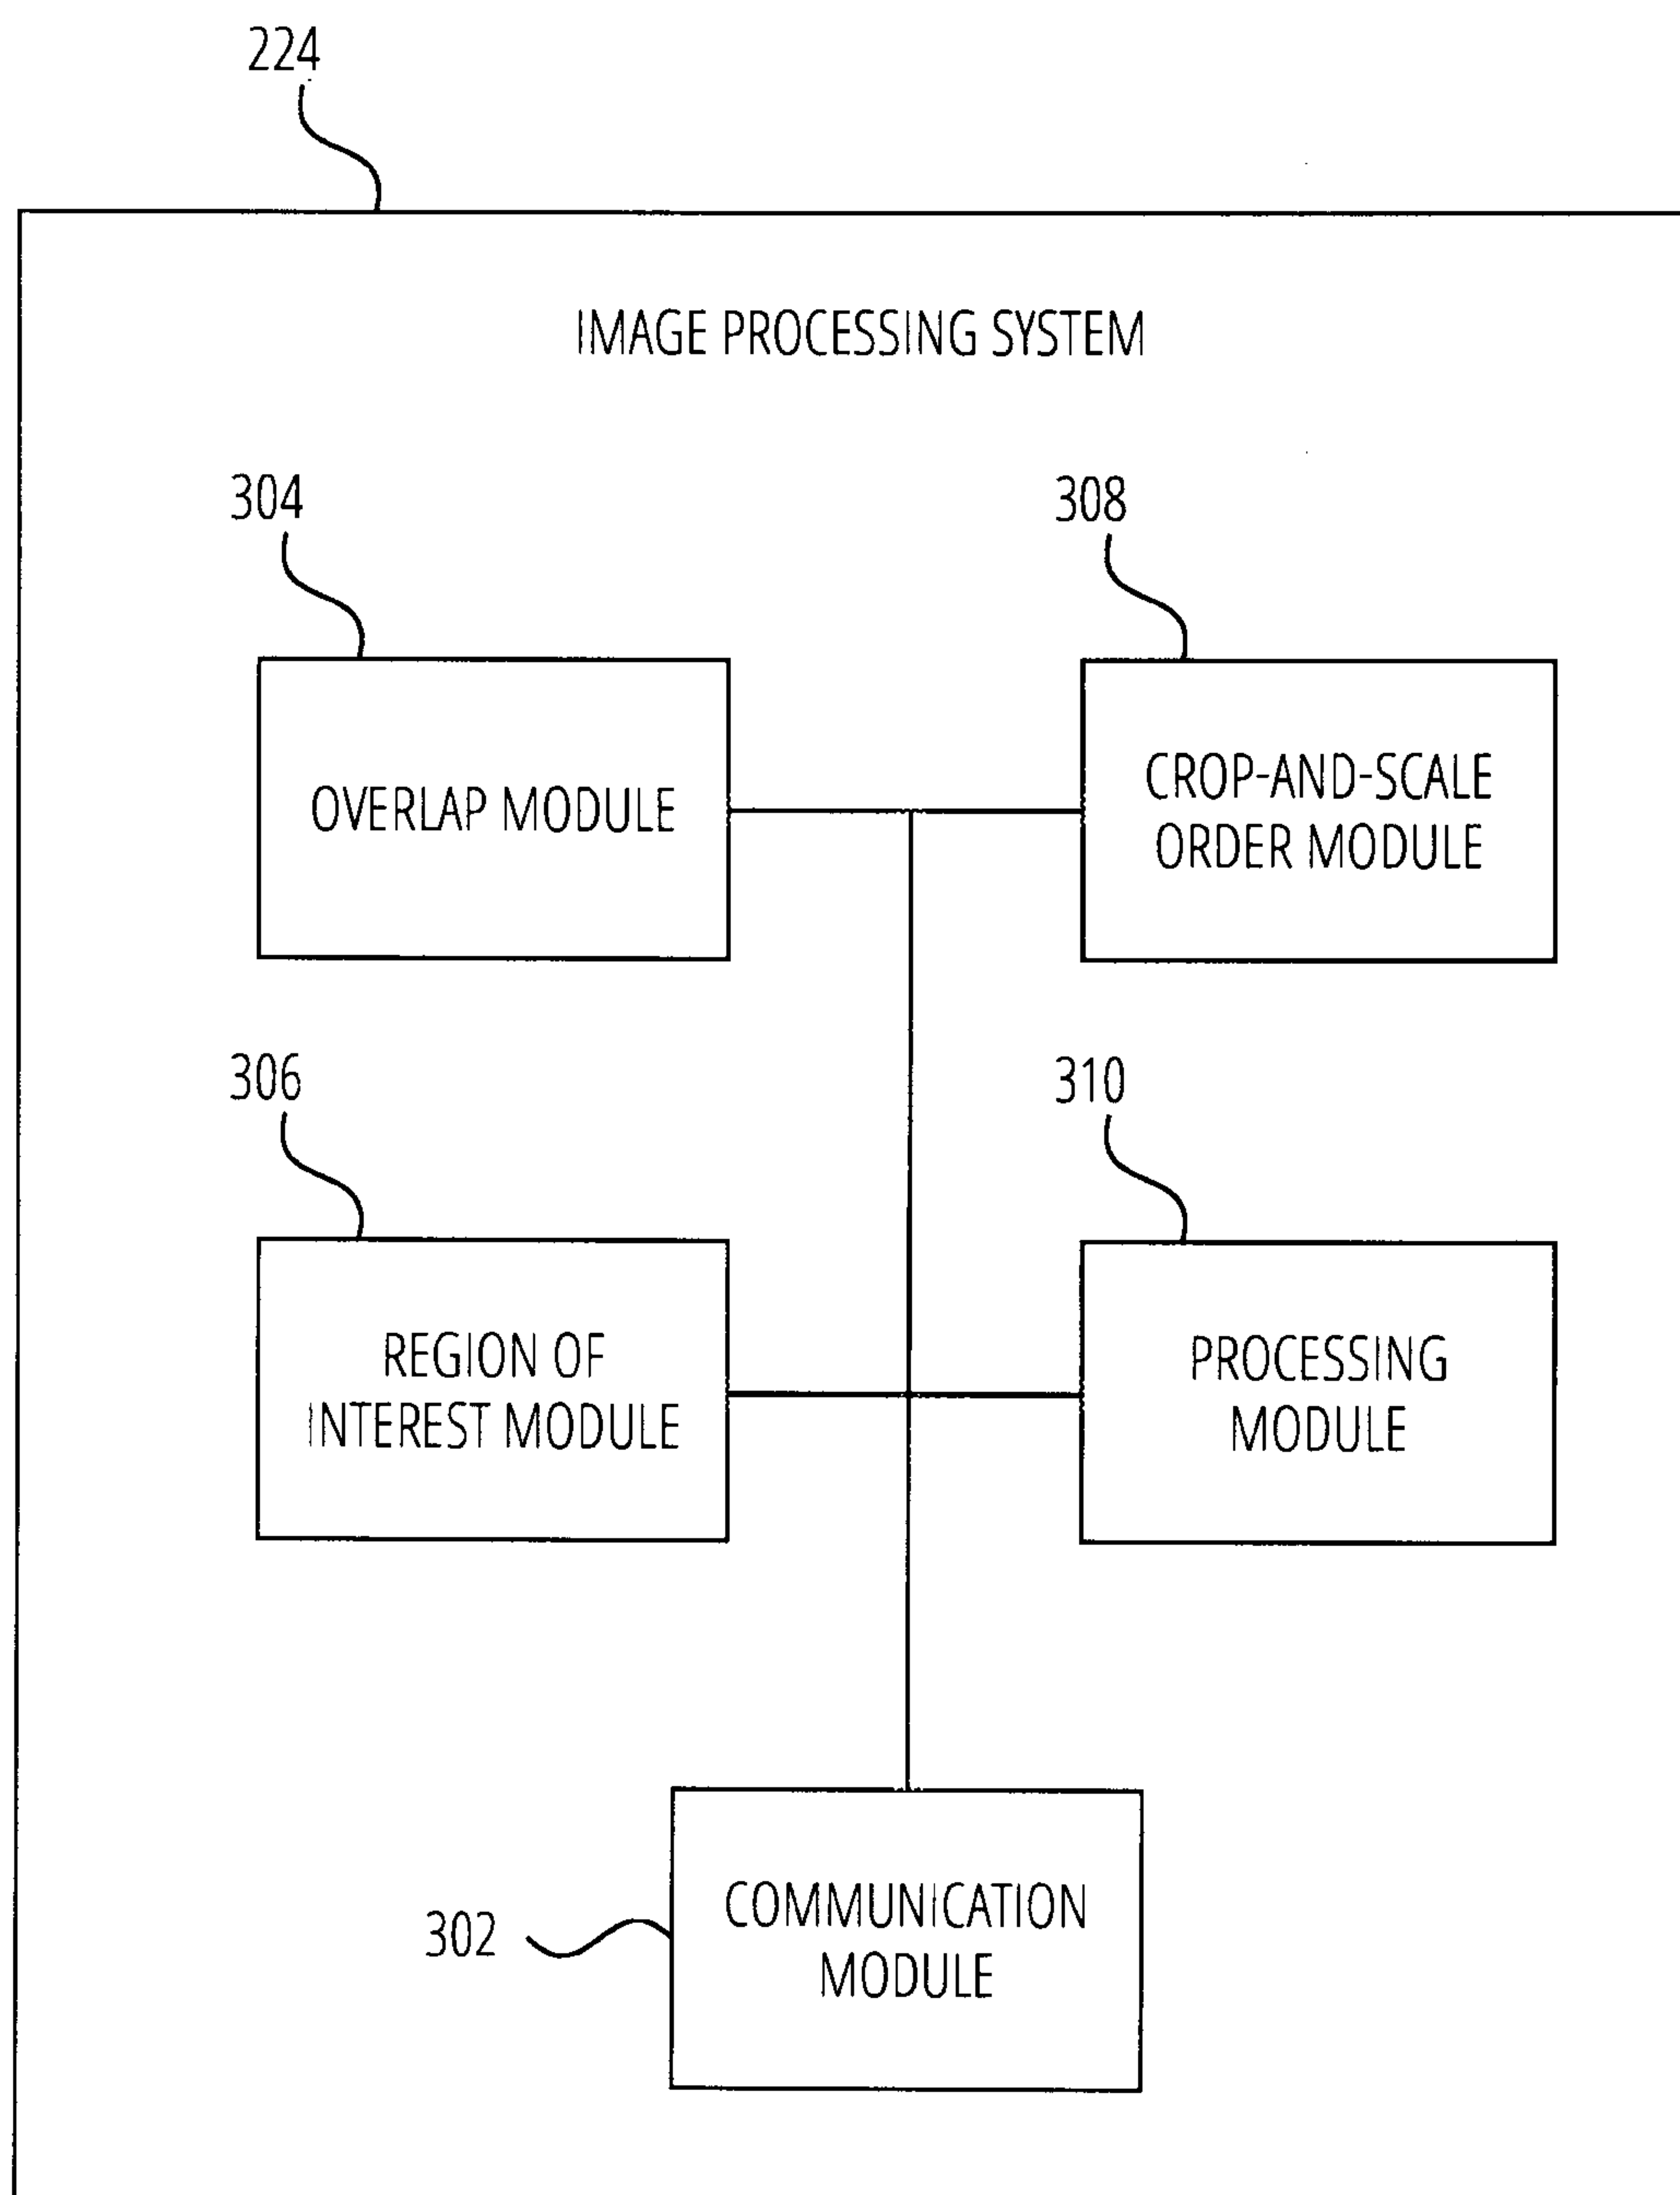 224
IMAGE PROCESSING SYSTEM
304
308
OVERLAP MODULE
CROP-AND-SCALE
ORDER MODULE
306
310
REGION OF
INTEREST MODULE
PROCESSING
MODULE
302
COMMUNICATION
MODULE